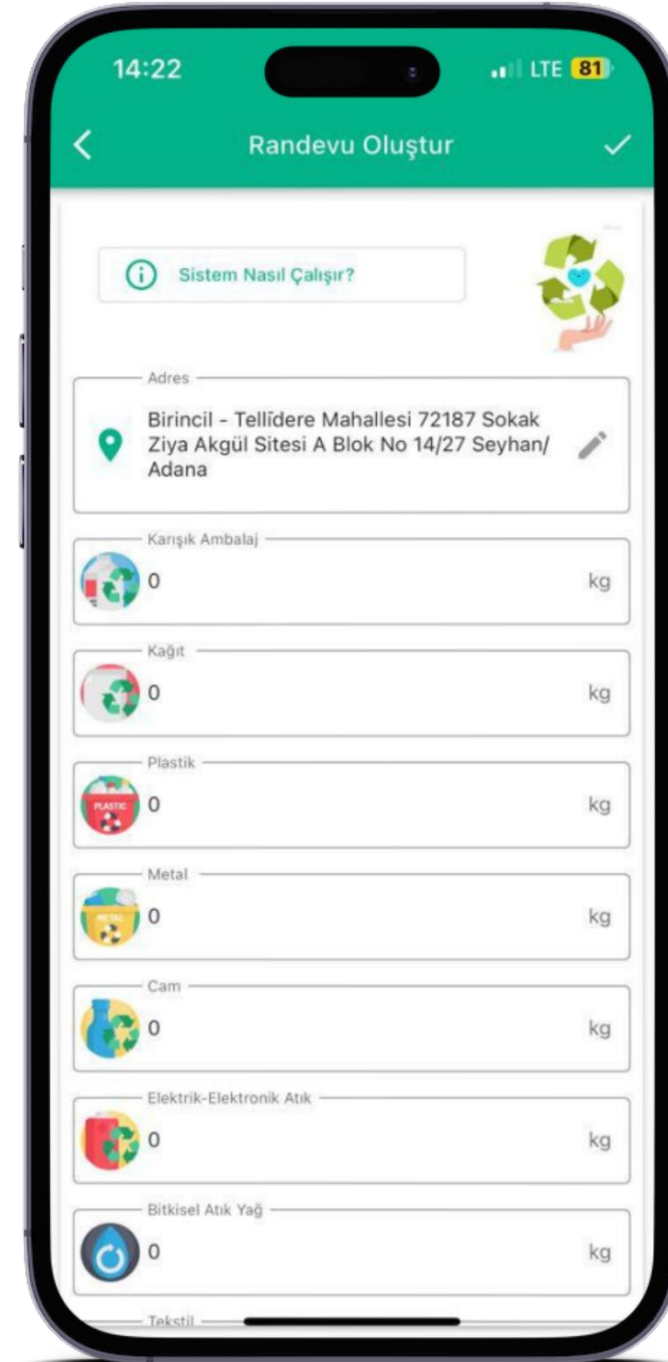 14:22
LTE 81
Randevu Oluştur
Sistem Nasıl Çalışır?
Adres
Birincil - Tellidere Mahallesi 72187 Sokak
Ziya Akgül Sitesi A Blok No 14/27 Seyhan/
Adana
Karışık Ambalaj
0 kg
Kağıt
0 kg
Plastik
PLASTIC
0 kg
Metal
METAL
0 kg
Cam
0 kg
Elektrik-Elektronik Atık
0 kg
Bitkisel Atık Yağ
0 kg
Tekstil